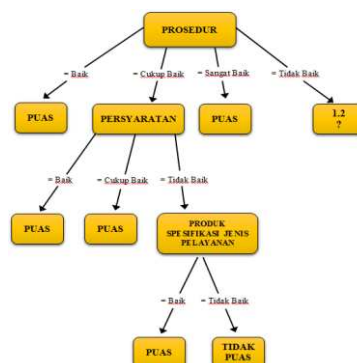 PROSEDUR
= Baik
= Cukup Baik
= Sangat Baik
= Tidak Baik
PUAS
PERSYARATAN
PUAS
1.2
?
= Baik
= Cukup Baik
= Tidak Baik
PUAS
PUAS
PRODUK
SPESIFIKASI JENIS
PELAYANAN
= Baik
= Tidak Baik
PUAS
TIDAK
PUAS